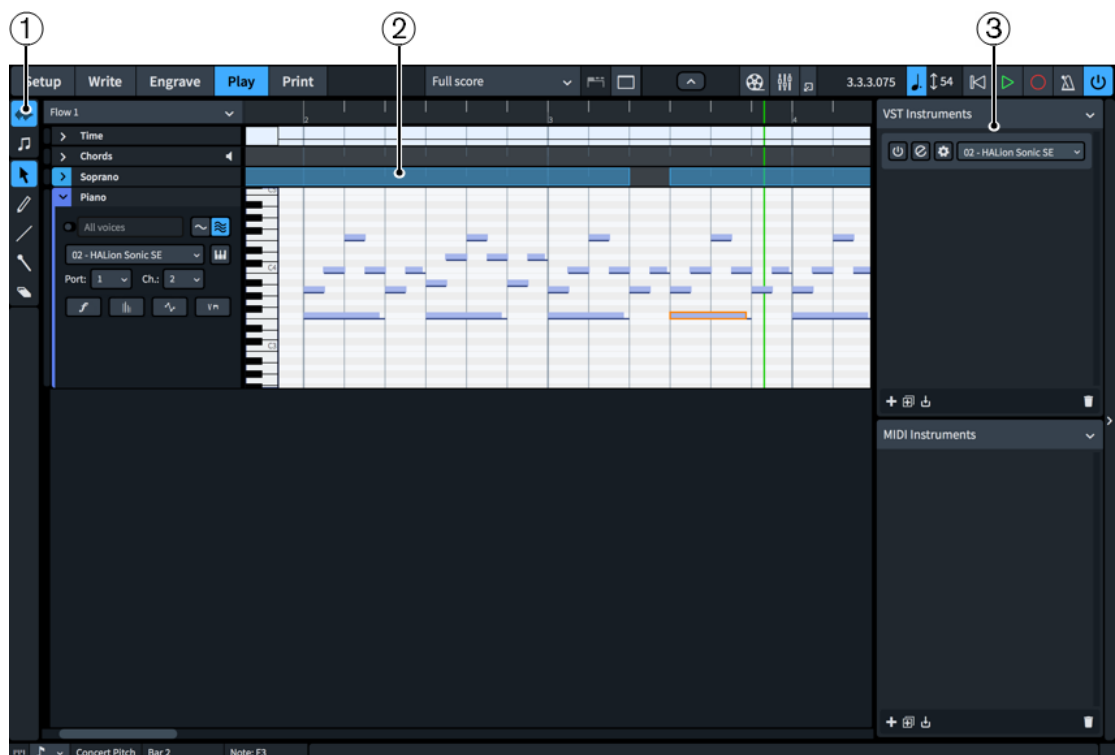 1 2 3
Setup Write Engrave Play Print Full score 3.3.3.075 54
Flow 1 2 3 4 VST Instruments
Time
Chords 02 - HALion Sonic SE
Soprano
Piano
All voices
02 - HALion Sonic SE C4
Port: 1 Ch.: 2
C3
MIDI Instruments
Concert Pitch Bar 2 Note: F3